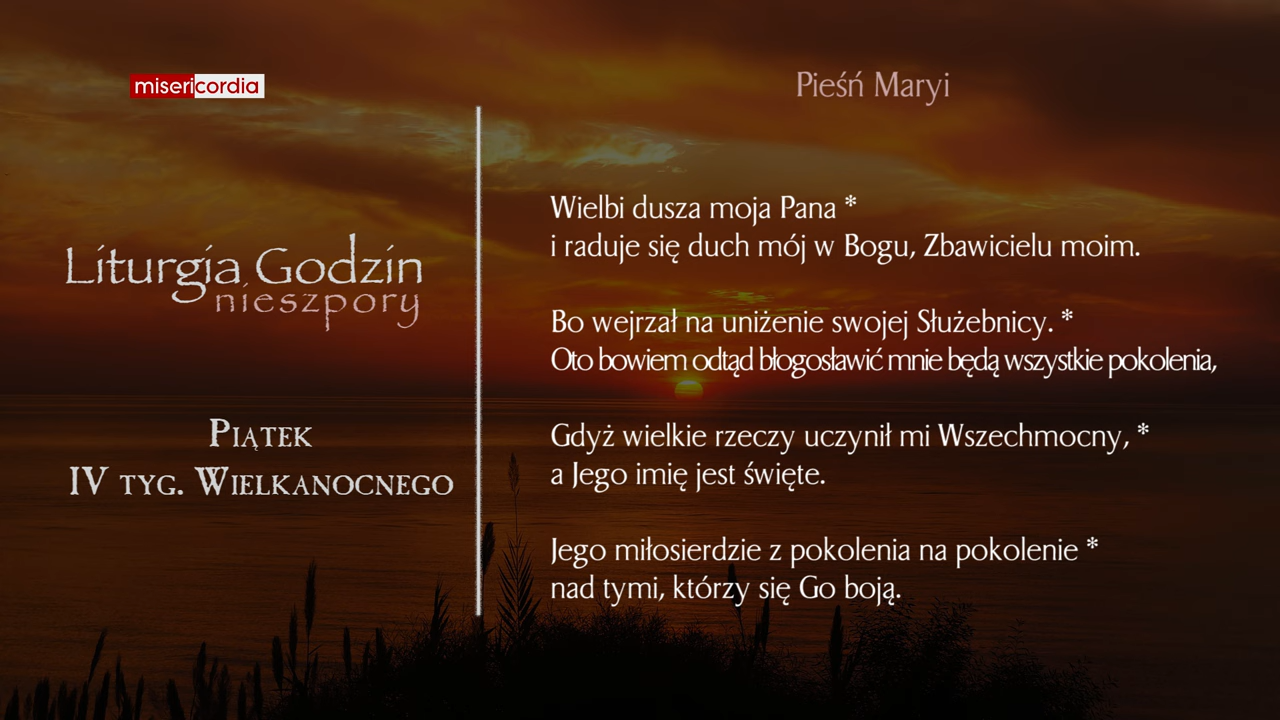 misericordia
Liturgia Godzin
nieszpory
Piątek
IV tyg. Wielkanocnego
Pieśń Maryi
Wielbi dusza moja Pana *
i raduje się duch mój w Bogu, Zbawicielu moim.
Bo wejrzał na uniżenie swojej Służebnicy. *
Oto bowiem odtąd błogosławić mnie będą wszystkie pokolenia,
Gdyż wielkie rzeczy uczynił mi Wszechmocny, *
a Jego imię jest święte.
Jego miłosierdzie z pokolenia na pokolenie *
nad tymi, którzy się Go boją.